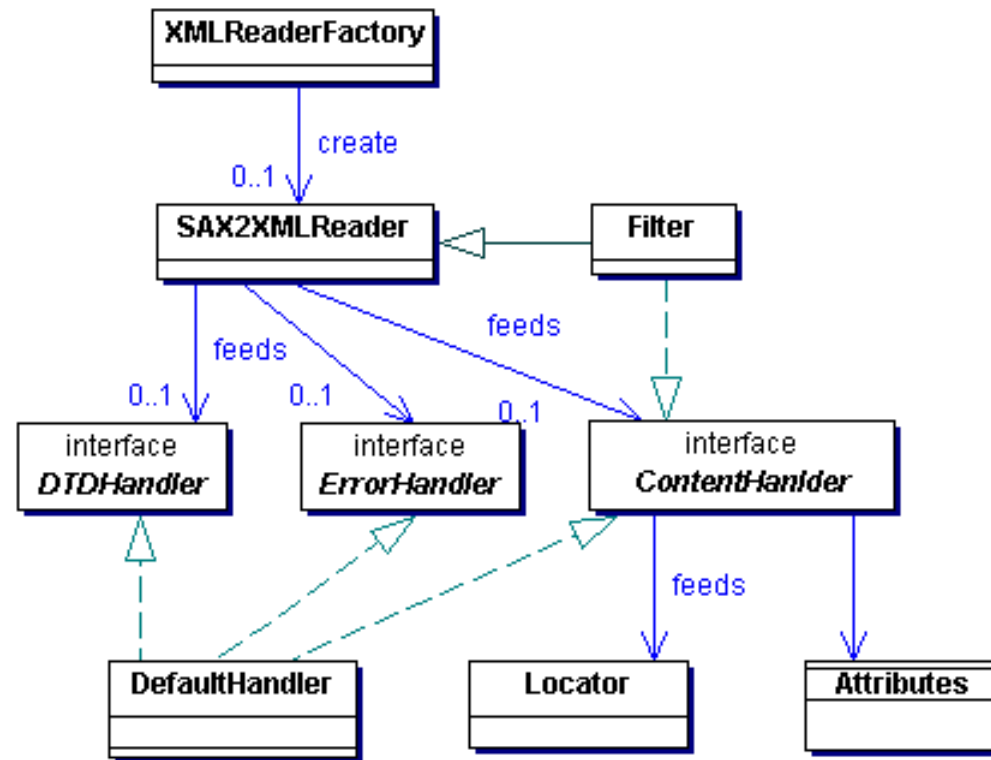 XMLReaderFactory
create
0..1
SAX2XMLReader
Filter
feeds
feeds
0..1
0..1
0..1
interface
DTDHandler
interface
ErrorHandler
interface
ContentHanlder
feeds
DefaultHandler
Locator
Attributes